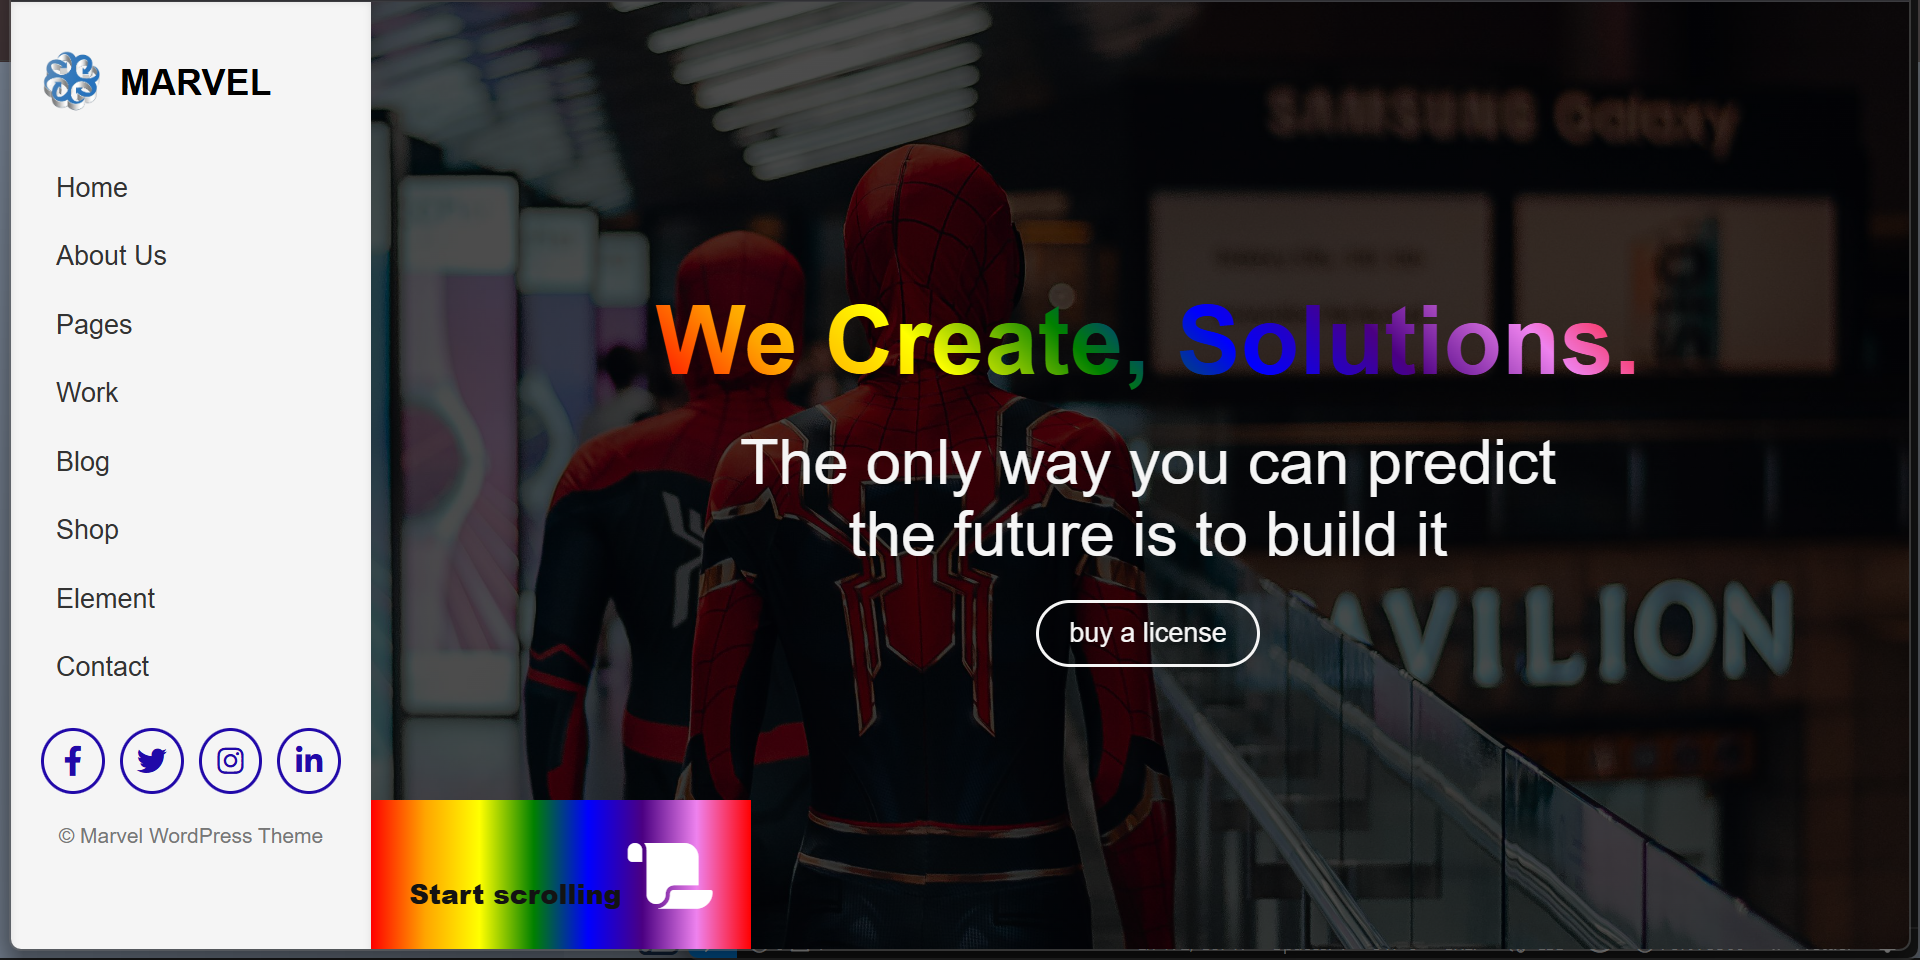 MARVEL
Home
About Us
Pages
Work
Blog
Shop
Element
Contact
© Marvel WordPress Theme
SAMSUNG Galaxy
We Create, Solutions.
The only way you can predict
the future is to build it
buy a license
AVILION
Start scrolling